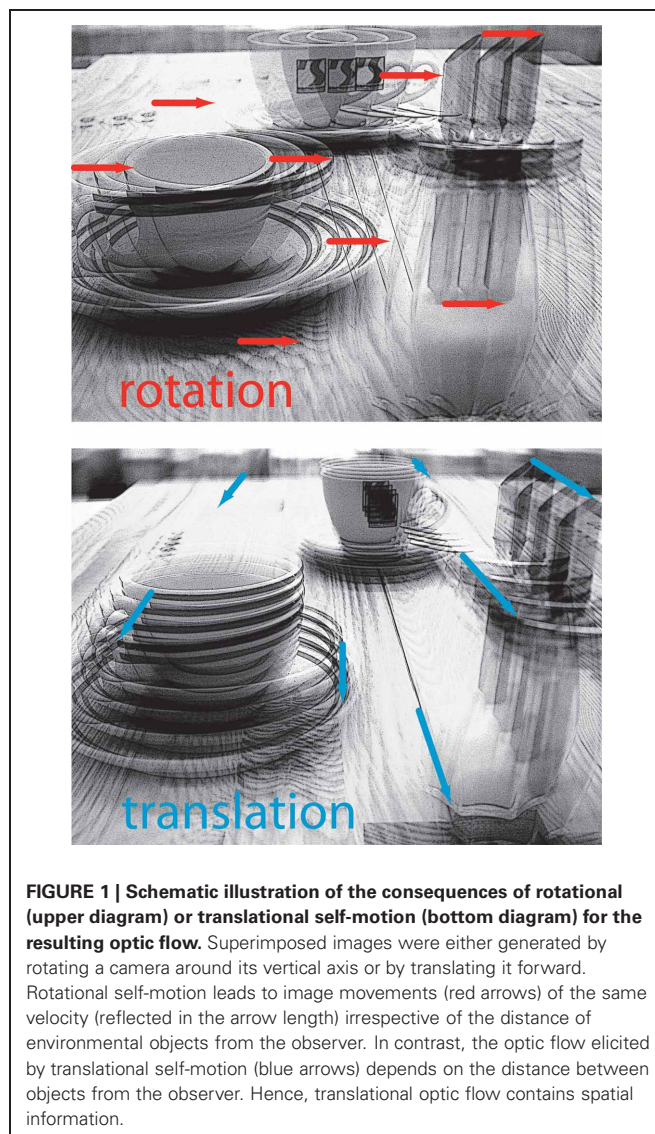 rotation
translation
FIGURE 1 | Schematic illustration of the consequences of rotational
(upper diagram) or translational self-motion (bottom diagram) for the
resulting optic flow. Superimposed images were either generated by
rotating a camera around its vertical axis or by translating it forward.
Rotational self-motion leads to image movements (red arrows) of the same
velocity (reflected in the arrow length) irrespective of the distance of
environmental objects from the observer. In contrast, the optic flow elicited
by translational self-motion (blue arrows) depends on the distance between
objects from the observer. Hence, translational optic flow contains spatial
information.